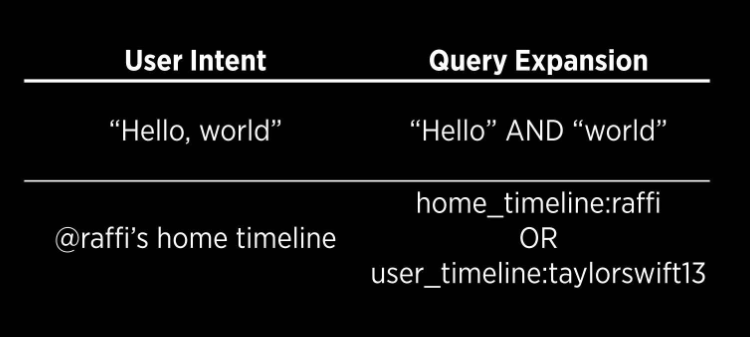 User Intent Query Expansion
“Hello, world” “Hello” AND “world”
@raffi’s home timeline
home_timeline:raffi
OR
user_timeline:taylorswift13